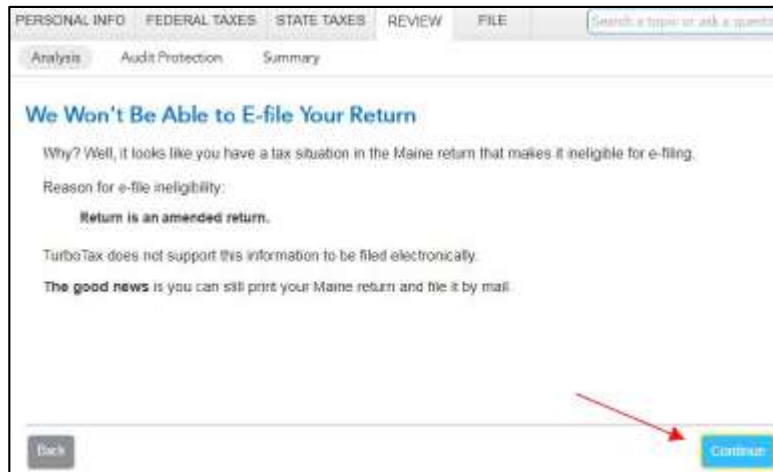 PERSONAL INFO FEDERAL TAXES STATE TAXES REVIEW FILE Search a topic or ask a questi
Analysis Audit Protection Summary
We Won't Be Able to E-file Your Return
Why? Well, it looks like you have a tax situation in the Maine return that makes it ineligible for e-filing.
Reason for e-file ineligibility:
Return is an amended return.
TurboTax does not support this information to be filed electronically.
The good news is you can still print your Maine return and file it by mail.
Back Continue